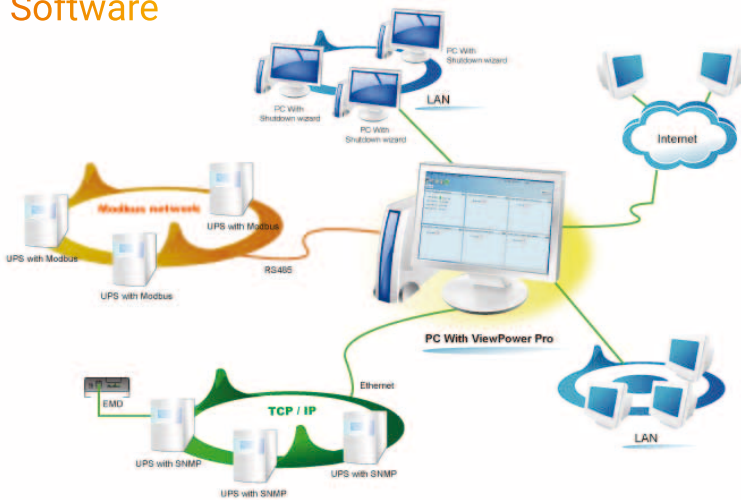 Software
PC With
Shutdown wizard
PC With
Shutdown wizard
PC With
Shutdown wizard
LAN
Internet
Modbus network
UPS with Modbus
UPS with Modbus
UPS with Modbus
RS485
PC With ViewPower Pro
EMD
Ethernet
TCP / IP
UPS with SNMP
UPS with SNMP
UPS with SNMP
LAN